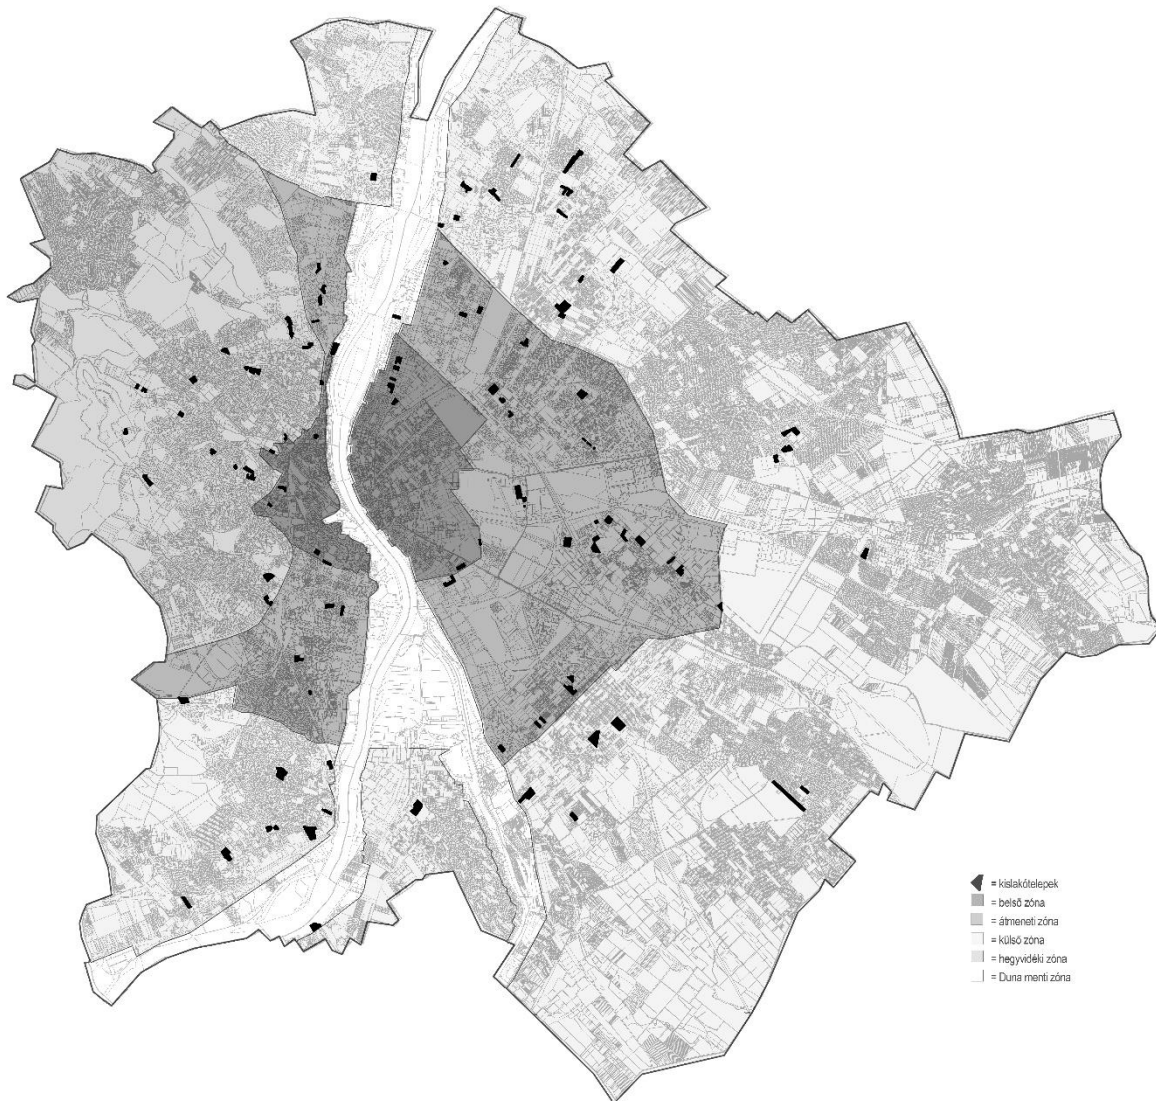 = kislakótelepek
= belső zóna
= átmeneti zóna
= külső zóna
= hegyvidéki zóna
= Duna menti zóna